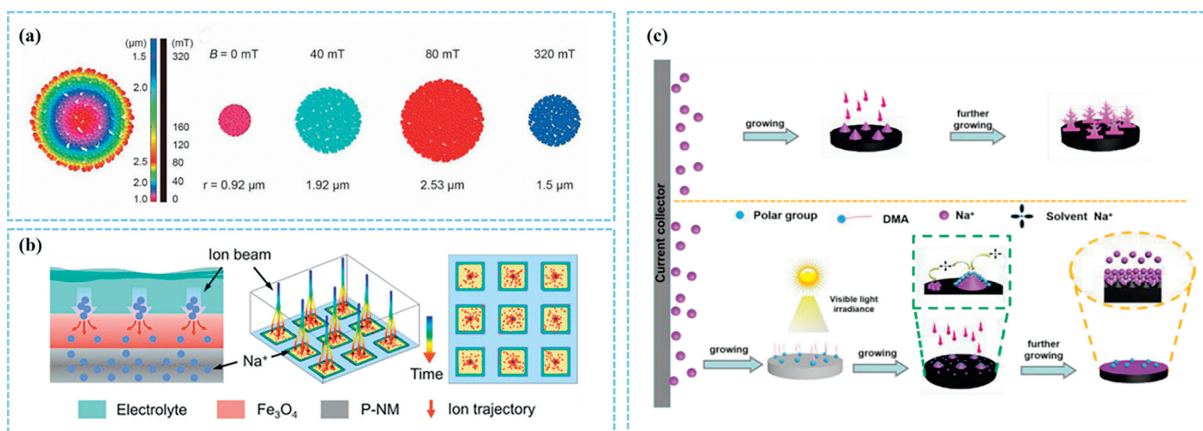 (a)
(μm)
(mT)
1.5
320
2.0
160
120
2.5
80
2.0
40
1.0
0
B = 0 mT
40 mT
80 mT
320 mT
r = 0.92 μm
1.92 μm
2.53 μm
1.5 μm
(b)
Ion beam
Na⁺
Time
Electrolyte
Fe₃O₄
P-NM
Ion trajectory
(c)
Current collector
growing
further
growing
Polar group
DMA
Na⁺
Solvent Na⁺
Visible light
irradiance
growing
growing
further
growing